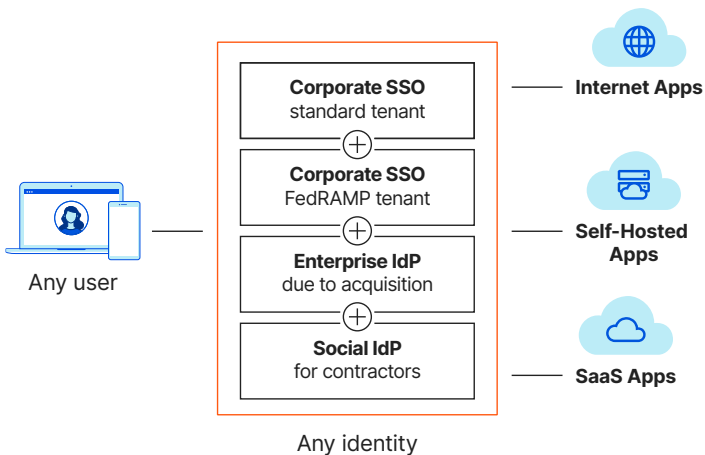 Any user
Corporate SSO
standard tenant
Corporate SSO
FedRAMP tenant
Enterprise IdP
due to acquisition
Social IdP
for contractors
Any identity
Internet Apps
Self-Hosted
Apps
SaaS Apps